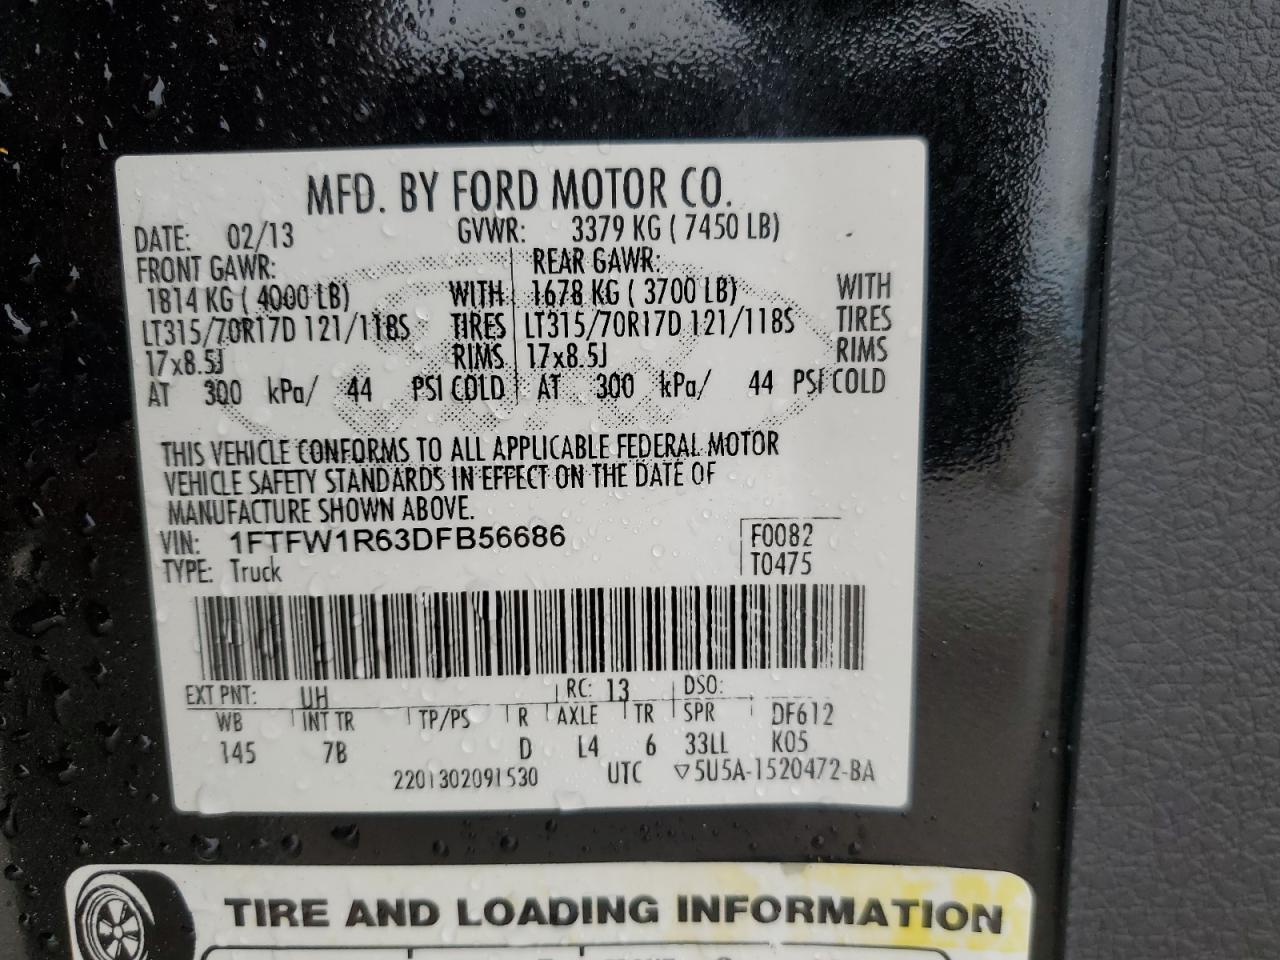 MFD. BY FORD MOTOR CO.
DATE: 02/13 GVWR: 3379 KG ( 7450 LB)
FRONT GAWR: REAR GAWR:
1814 KG ( 4000 LB) WITH 1678 KG ( 3700 LB) WITH
LT315/70R17D 121/118S TIRES LT315/70R17D 121/118S TIRES
17x8.5J RIMS 17x8.5J RIMS
AT 300 kPa/ 44 PSI COLD AT 300 kPa/ 44 PSI COLD
THIS VEHICLE CONFORMS TO ALL APPLICABLE FEDERAL MOTOR
VEHICLE SAFETY STANDARDS IN EFFECT ON THE DATE OF
MANUFACTURE SHOWN ABOVE.
VIN: 1FTFW1R63DFB56686 F0082
TYPE: Truck T0475
EXT PNT: UH RC: 13 DSO:
WB INT TR TP/PS R AXLE TR SPR DF612
145 7B D L4 6 33LL K05
2201302091530 UTC ▽5U5A-1520472-BA
TIRE AND LOADING INFORMATION